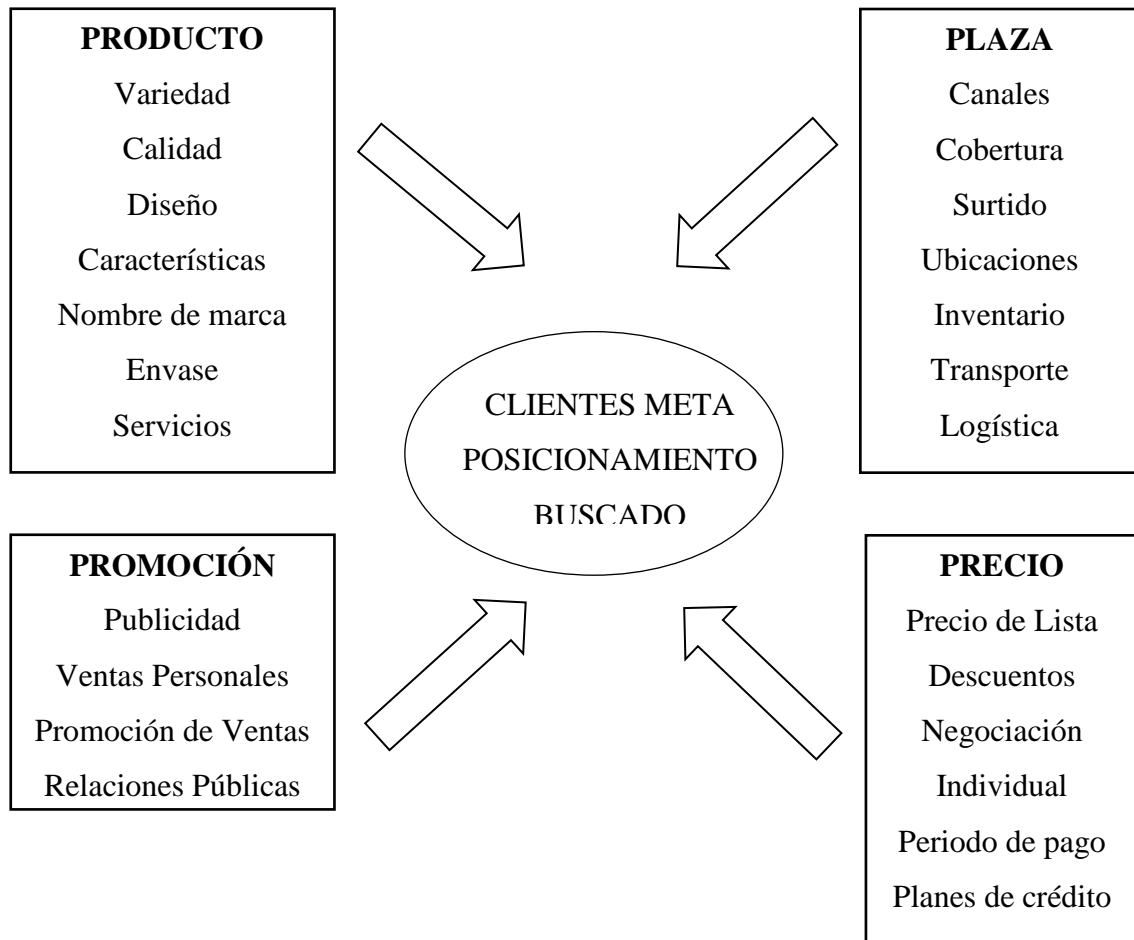 PRODUCTO
Variedad
Calidad
Diseño
Características
Nombre de marca
Envase
Servicios
PLAZA
Canales
Cobertura
Surtido
Ubicaciones
Inventario
Transporte
Logística
CLIENTES META
POSICIONAMIENTO
BUSCADO
PROMOCIÓN
Publicidad
Ventas Personales
Promoción de Ventas
Relaciones Públicas
PRECIO
Precio de Lista
Descuentos
Negociación
Individual
Periodo de pago
Planes de crédito